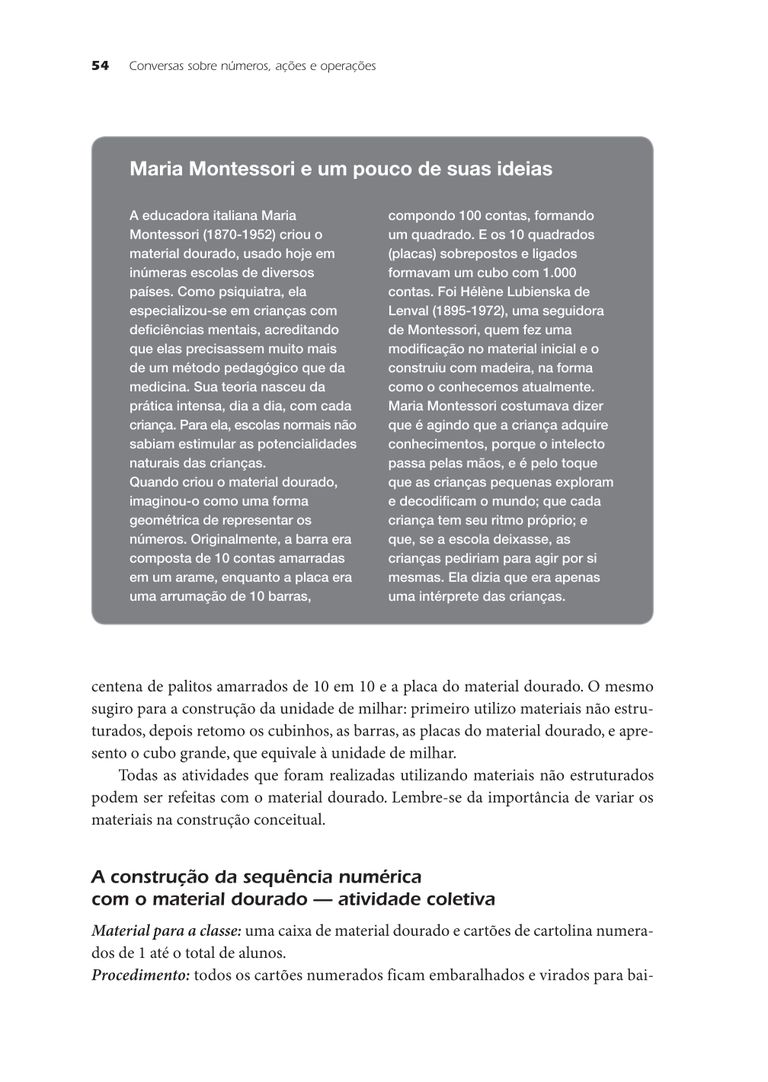 54 Conversas sobre números, ações e operações
Maria Montessori e um pouco de suas ideias
A educadora italiana Maria
Montessori (1870-1952) criou o
material dourado, usado hoje em
inúmeras escolas de diversos
países. Como psiquiatra, ela
especializou-se em crianças com
deficiências mentais, acreditando
que elas precisassem muito mais
de um método pedagógico que da
medicina. Sua teoria nasceu da
prática intensa, dia a dia, com cada
criança. Para ela, escolas normais não
sabiam estimular as potencialidades
naturais das crianças.
Quando criou o material dourado,
imaginou-o como uma forma
geométrica de representar os
números. Originalmente, a barra era
composta de 10 contas amarradas
em um arame, enquanto a placa era
uma arrumação de 10 barras,
compondo 100 contas, formando
um quadrado. E os 10 quadrados
(placas) sobrepostos e ligados
formavam um cubo com 1.000
contas. Foi Hélène Lubienska de
Lenval (1895-1972), uma seguidora
de Montessori, quem fez uma
modificação no material inicial e o
construiu com madeira, na forma
como o conhecemos atualmente.
Maria Montessori costumava dizer
que é agindo que a criança adquire
conhecimentos, porque o intelecto
passa pelas mãos, e é pelo toque
que as crianças pequenas exploram
e decodificam o mundo; que cada
criança tem seu ritmo próprio; e
que, se a escola deixasse, as
crianças pediriam para agir por si
mesmas. Ela dizia que era apenas
uma intérprete das crianças.
centena de palitos amarrados de 10 em 10 e a placa do material dourado. O mesmo
sugiro para a construção da unidade de milhar: primeiro utilizo materiais não estru-
turados, depois retomo os cubinhos, as barras, as placas do material dourado, e apre-
sento o cubo grande, que equivale à unidade de milhar.
Todas as atividades que foram realizadas utilizando materiais não estruturados
podem ser refeitas com o material dourado. Lembre-se da importância de variar os
materiais na construção conceitual.
A construção da sequência numérica
com o material dourado — atividade coletiva
Material para a classe: uma caixa de material dourado e cartões de cartolina numera-
dos de 1 até o total de alunos.
Procedimento: todos os cartões numerados ficam embaralhados e virados para bai-